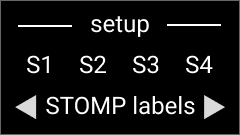 setup
S1 S2 S3 S4
STOMP labels